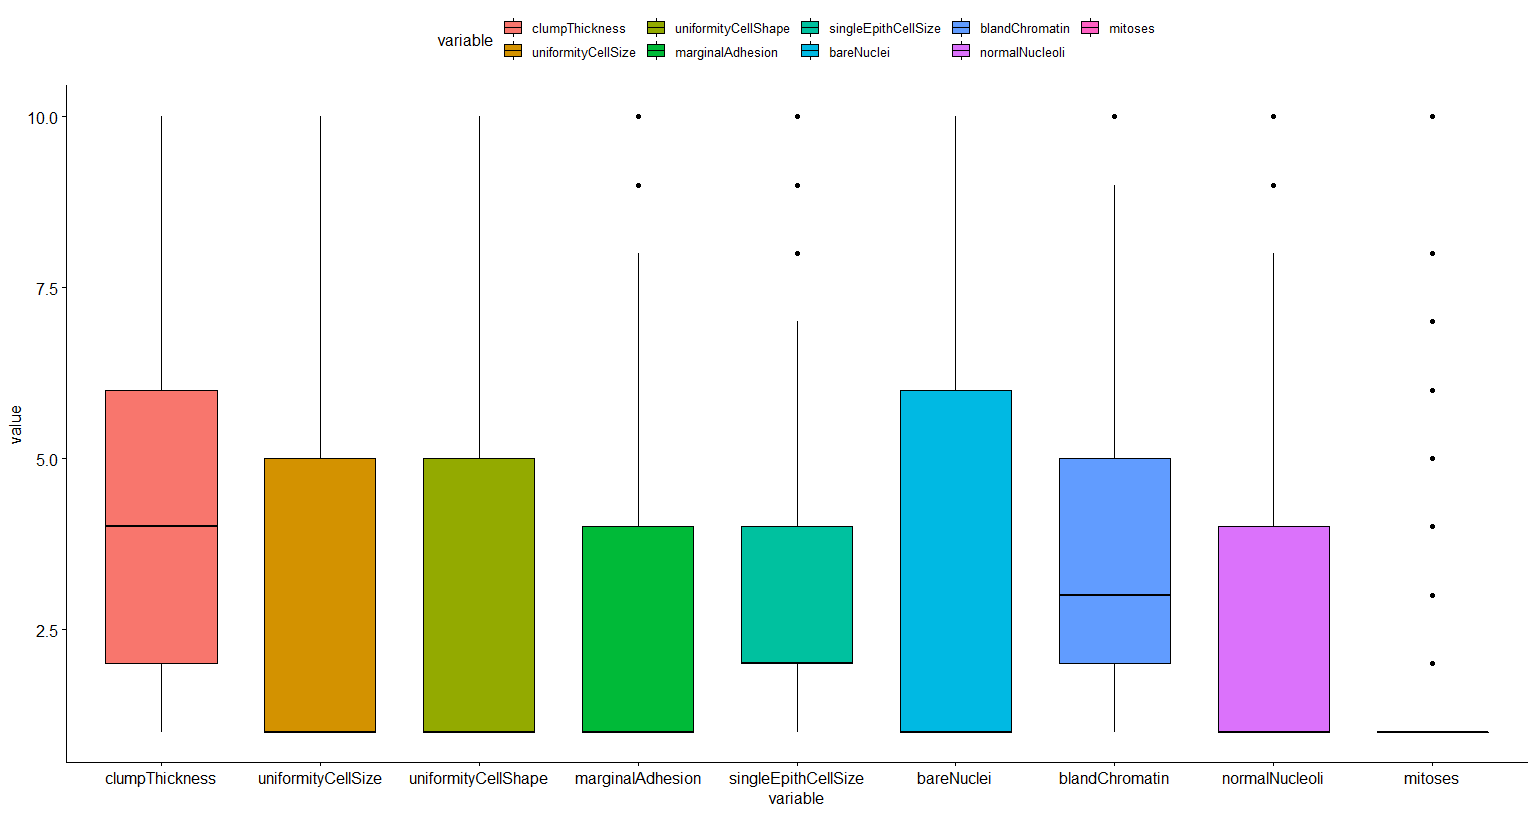 variable
clumpThickness uniformityCellShape singleEpithCellSize blandChromatin mitoses
uniformityCellSize marginalAdhesion bareNuclei normalNucleoli
10.0
7.5
5.0
2.5
value
clumpThickness uniformityCellSize uniformityCellShape marginalAdhesion singleEpithCellSize bareNuclei blandChromatin normalNucleoli mitoses
variable